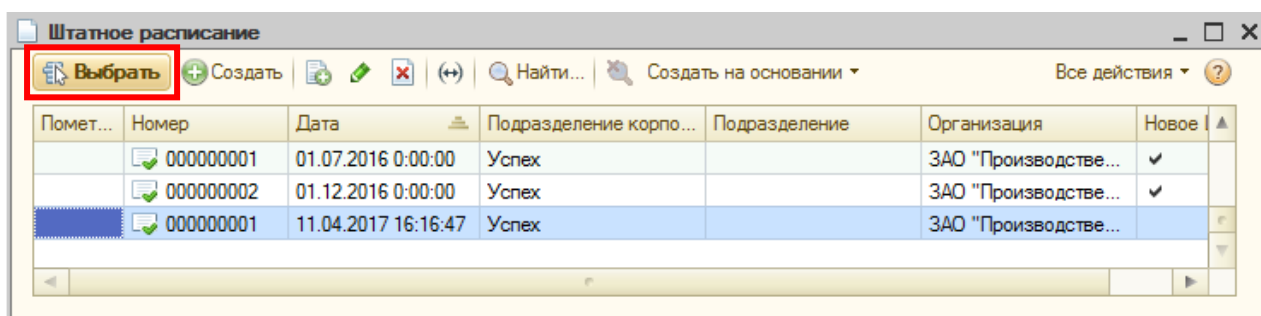 Штатное расписание
Выбрать Создать Найти... Создать на основании Все действия ?
Помет... Номер Дата Подразделение корпо... Подразделение Организация Новое
000000001 01.07.2016 0:00:00 Успех ЗАО "Производстве...
000000002 01.12.2016 0:00:00 Успех ЗАО "Производстве...
000000001 11.04.2017 16:16:47 Успех ЗАО "Производстве...